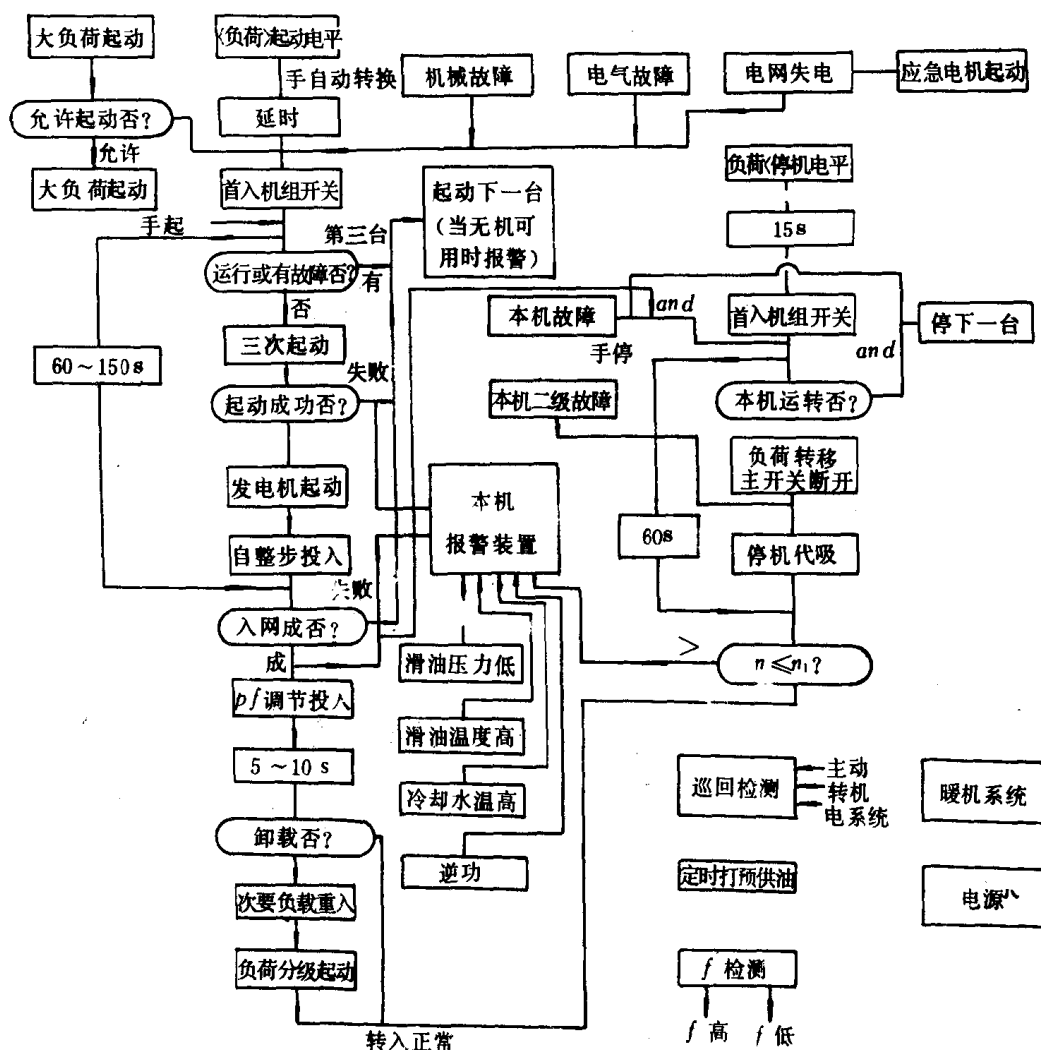 大负荷起动
〈负荷〉起动电平
手自动转换
机械故障
电气故障
电网失电
应急电机起动
允许起动否?
延时
允许
大负荷起动
首入机组开关
起动下一台
(当无机可
用时报警)
负荷〈停机电平
15s
手起
第三台
运行或有故障否?
有
否
and
本机故障
首入机组开关
停下一台
手停
and
60~150s
三次起动
失败
起动成功否?
本机二级故障
本机运转否?
负荷转移
主开关断开
发电机起动
本机
报警装置
60s
停机代吸
自整步投入
失败
入网成否?
成
>
n≤n₁?
滑油压力低
pf调节投入
滑油温度高
5~10s
冷却水温高
巡回检测
主动
转机
电系统
暖机系统
卸载否?
逆功
定时打预供油
电源
次要负载重入
负荷分级起动
f检测
f高
f低
转入正常